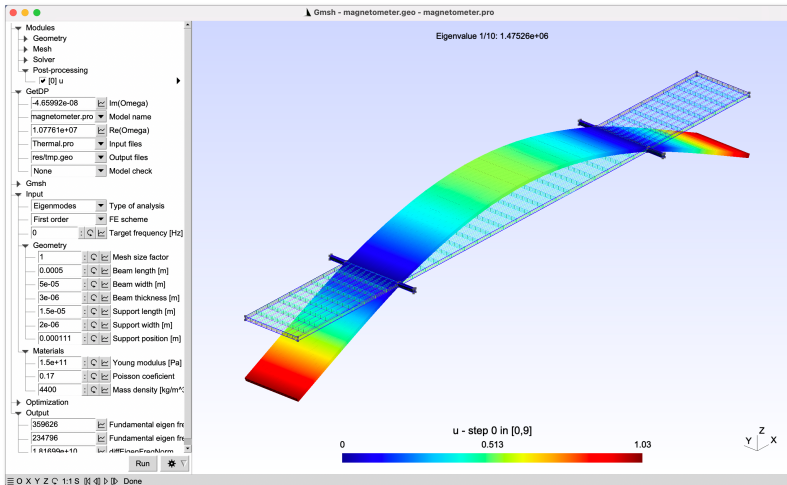 Gmsh - magnetometer.geo - magnetometer.pro
Modules
Geometry
Mesh
Solver
Post-processing
[0] u
GetDP
-4.65992e-08 Im(Omega)
magnetometer.pro Model name
1.07761e+07 Re(Omega)
Thermal.pro Input files
res/tmp.geo Output files
None Model check
Gmsh
Input
Eigenmodes Type of analysis
First order FE scheme
0 Target frequency [Hz]
Geometry
1 Mesh size factor
0.0005 Beam length [m]
5e-05 Beam width [m]
3e-06 Beam thickness [m]
1.5e-05 Support length [m]
2e-06 Support width [m]
0.000111 Support position [m]
Materials
1.5e+11 Young modulus [Pa]
0.17 Poisson coeficient
4400 Mass density [kg/m^3
Optimization
Output
359626 Fundamental eigen fre
234796 Fundamental eigen fre
1.81699e+10 diffEigenFreqNorm
Run
O X Y Z 1:1 S Done
Eigenvalue 1/10: 1.47526e+06
u - step 0 in [0,9]
0 0.513 1.03
Z
Y X